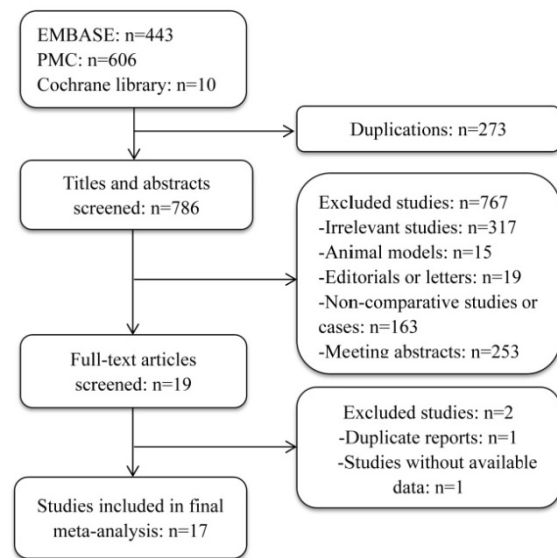 EMBASE: n=443
PMC: n=606
Cochrane library: n=10
Duplications: n=273
Titles and abstracts
screened: n=786
Excluded studies: n=767
-Irrelevant studies: n=317
-Animal models: n=15
-Editorials or letters: n=19
-Non-comparative studies or
cases: n=163
-Meeting abstracts: n=253
Full-text articles
screened: n=19
Excluded studies: n=2
-Duplicate reports: n=1
-Studies without available
data: n=1
Studies included in final
meta-analysis: n=17